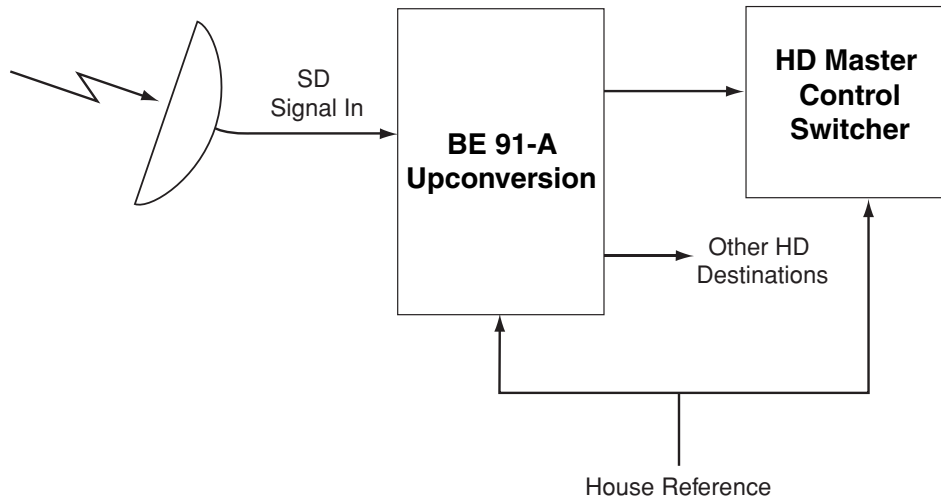 SD
Signal In
BE 91-A
Upconversion
HD Master
Control
Switcher
Other HD
Destinations
House Reference